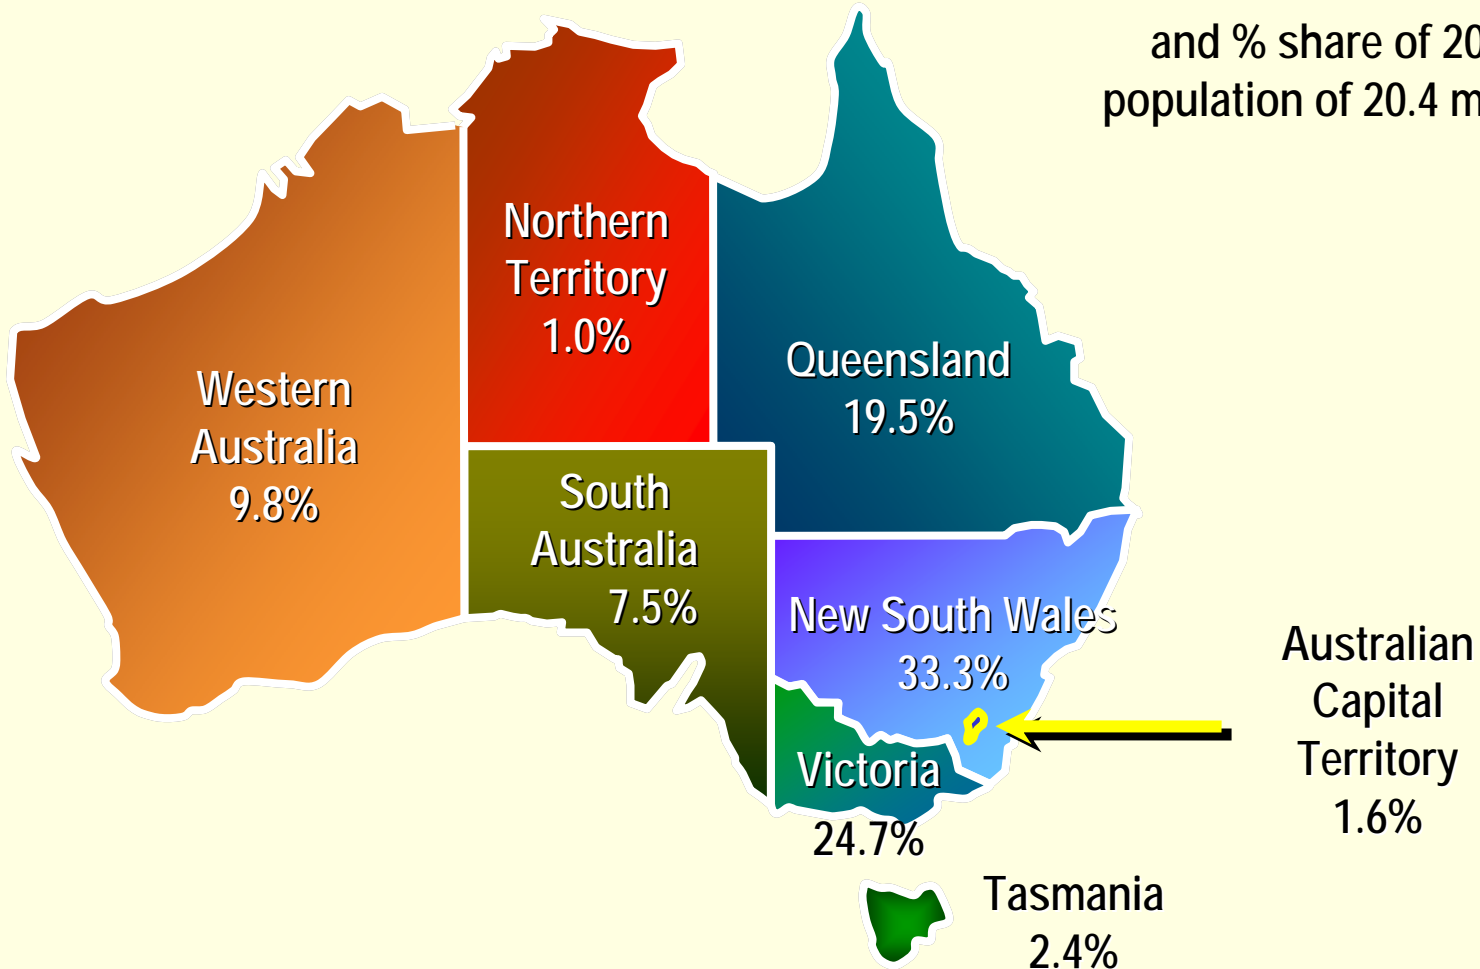 and % share of 20
population of 20.4 m
Northern
Territory
1.0%
Queensland
19.5%
Western
Australia
9.8%
South
Australia
7.5%
New South Wales
33.3%
Australian
Capital
Territory
1.6%
Victoria
24.7%
Tasmania
2.4%